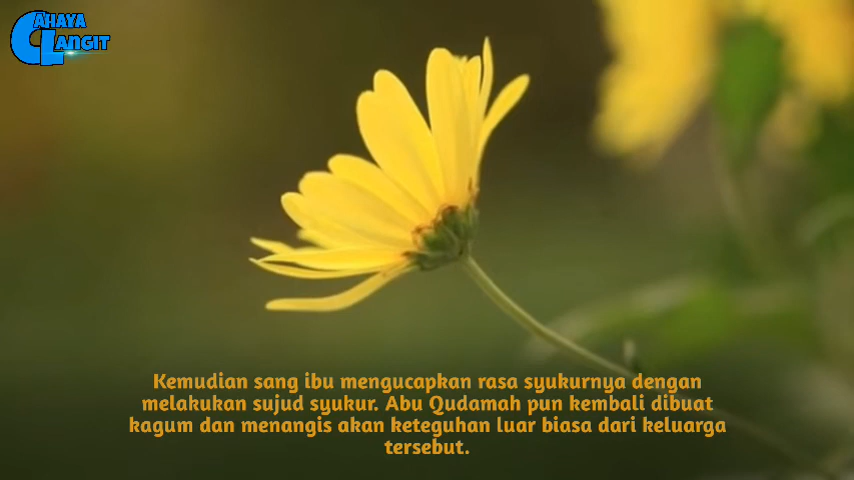 CAHAYA
LANGIT
Kemudian sang ibu mengucapkan rasa syukurnya dengan
melakukan sujud syukur. Abu Qudamah pun kembali dibuat
kagum dan menangis akan keteguhan luar biasa dari keluarga
tersebut.